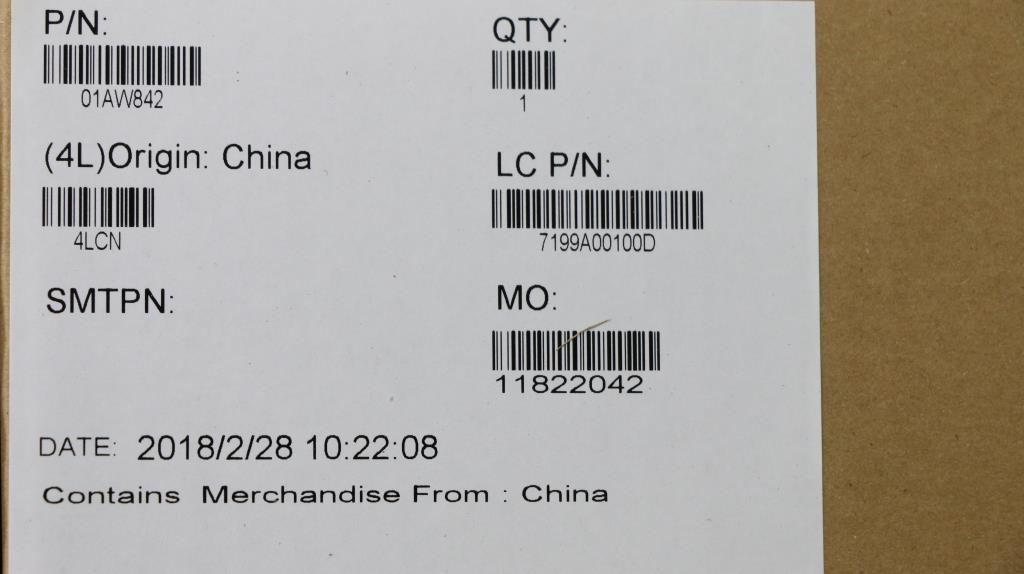 P/N:
01AW842
QTY:
1
(4L)Origin: China
4LCN
LC P/N:
7199A00100D
SMTPN:
MO:
11822042
DATE: 2018/2/28 10:22:08
Contains Merchandise From : China